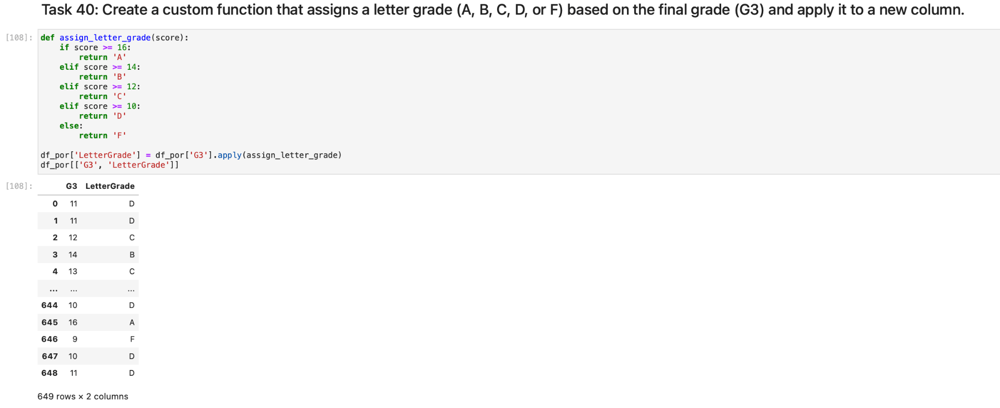 Task 40: Create a custom function that assigns a letter grade (A, B, C, D, or F) based on the final grade (G3) and apply it to a new column.
[108]: def assign_letter_grade(score):
    if score >= 16:
        return 'A'
    elif score >= 14:
        return 'B'
    elif score >= 12:
        return 'C'
    elif score >= 10:
        return 'D'
    else:
        return 'F'
df_por['LetterGrade'] = df_por['G3'].apply(assign_letter_grade)
df_por[['G3', 'LetterGrade']]
[108]: G3 LetterGrade
0 11 D
1 11 D
2 12 C
3 14 B
4 13 C
... ... ...
644 10 D
645 16 A
646 9 F
647 10 D
648 11 D
649 rows × 2 columns